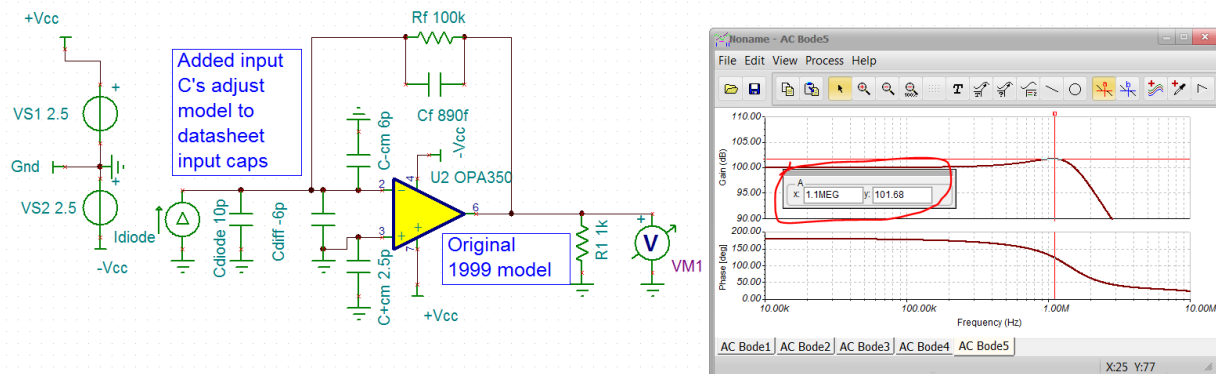 +Vcc
VS1 2.5
Gnd
VS2 2.5
-Vcc
Added input
C's adjust
model to
datasheet
input caps
Idiode
Cdiode 10p
Cdiff -6p
C-cm 6p
C+cm 2.5p
Rf 100k
Cf 890f
-Vcc
U2 OPA350
2
3
4
6
7
+Vcc
Original
1999 model
R1 1k
V
VM1
Noname - AC Bode5
File Edit View Process Help
110.00
105.00
100.00
95.00
90.00
Gain (dB)
A
x: 1.1MEG y: 101.68
200.00
150.00
100.00
50.00
0.00
Phase [deg]
10.00k 100.00k 1.00M 10.00M
Frequency (Hz)
AC Bode1 AC Bode2 AC Bode3 AC Bode4 AC Bode5
X:25 Y:77